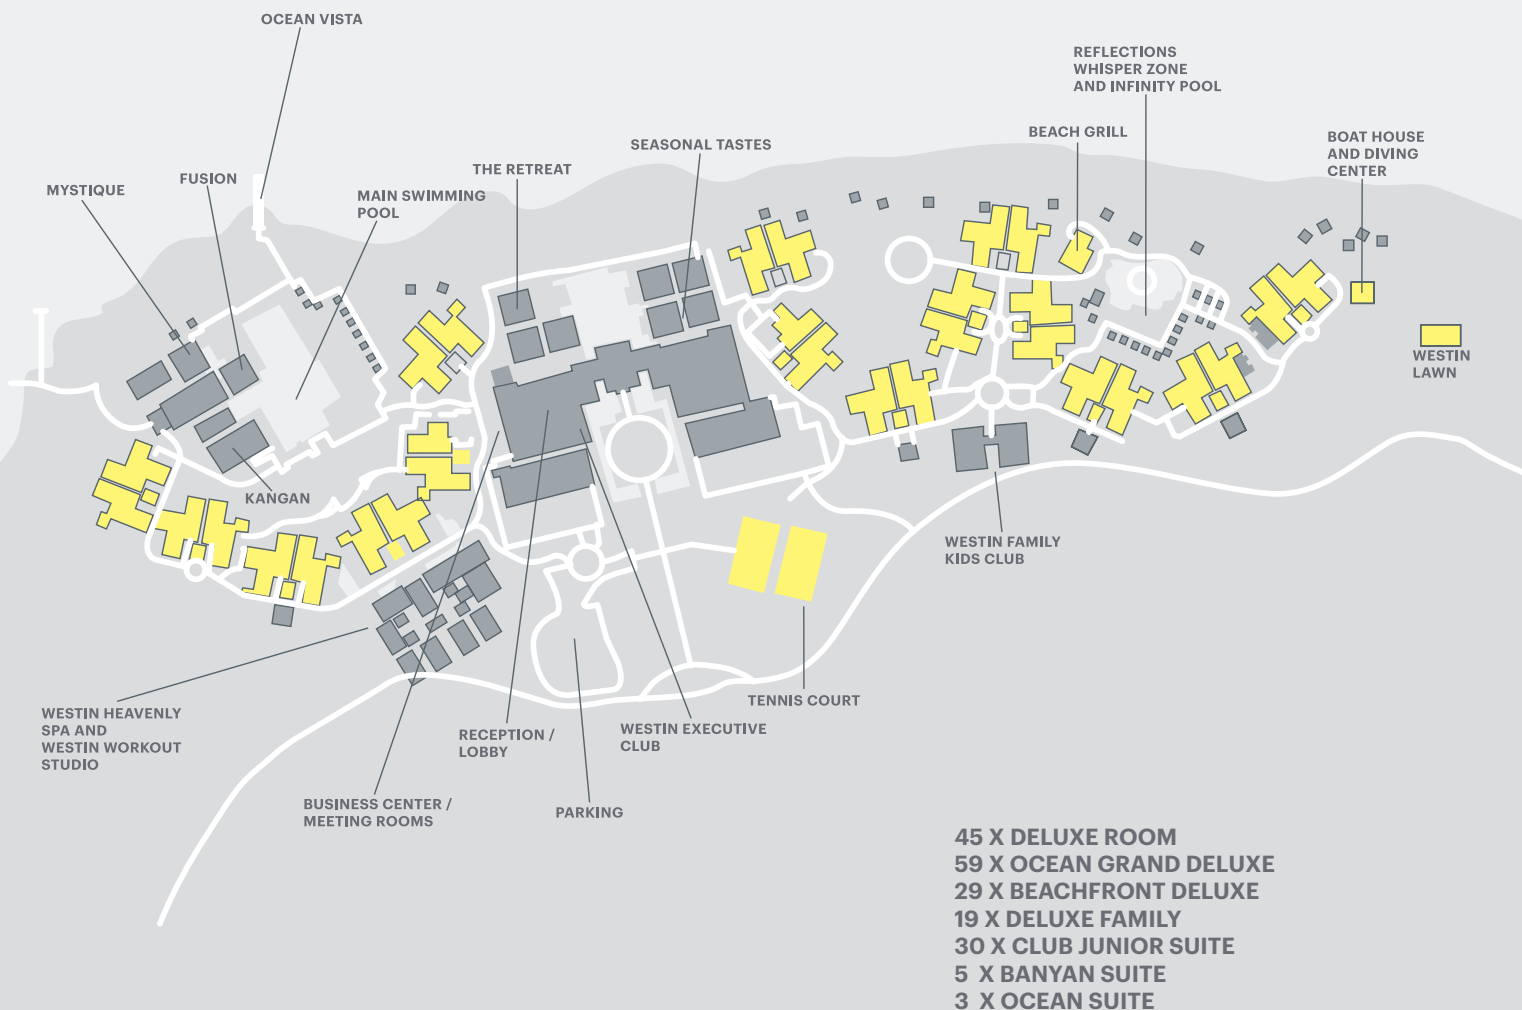 OCEAN VISTA
REFLECTIONS
WHISPER ZONE
AND INFINITY POOL
BEACH GRILL
BOAT HOUSE
AND DIVING
CENTER
SEASONAL TASTES
THE RETREAT
FUSION
MYSTIQUE
MAIN SWIMMING
POOL
WESTIN
LAWN
KANGAN
WESTIN FAMILY
KIDS CLUB
TENNIS COURT
WESTIN HEAVENLY
SPA AND
WESTIN WORKOUT
STUDIO
RECEPTION /
LOBBY
WESTIN EXECUTIVE
CLUB
BUSINESS CENTER /
MEETING ROOMS
PARKING
45 X DELUXE ROOM
59 X OCEAN GRAND DELUXE
29 X BEACHFRONT DELUXE
19 X DELUXE FAMILY
30 X CLUB JUNIOR SUITE
5 X BANYAN SUITE
3 X OCEAN SUITE